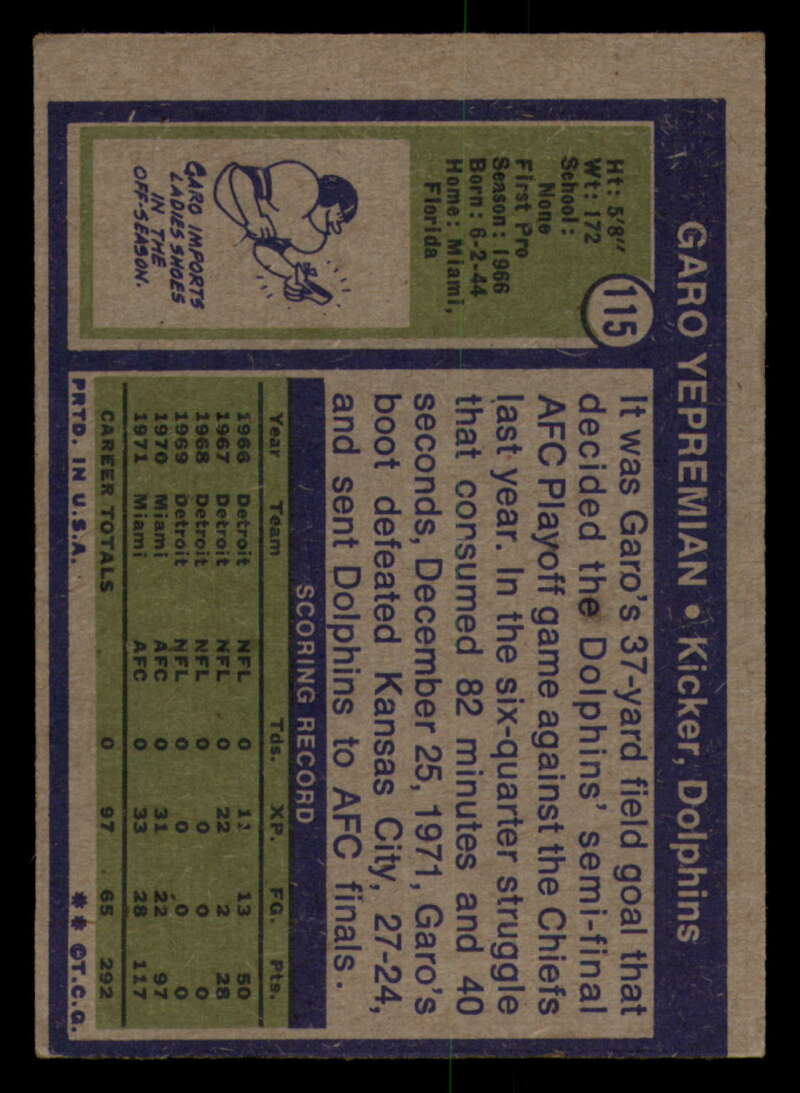 GARO YEPREMIAN • Kicker, Dolphins
115
Ht: 5'8"
Wt: 172
School:
None
First Pro
Season: 1966
Born: 6-2-44
Home: Miami,
Florida
GARO IMPORTS
LADIES SHOES
IN THE
OFF-SEASON.
It was Garo's 37-yard field goal that
decided the Dolphins' semi-final
AFC Playoff game against the Chiefs
last year. In the six-quarter struggle
that consumed 82 minutes and 40
seconds, December 25, 1971, Garo's
boot defeated Kansas City, 27-24,
and sent Dolphins to AFC finals.
SCORING RECORD
Year Team Tds. XP. FG. Pts.
1966 Detroit NFL 0 11 13 50
1967 Detroit NFL 0 22 2 28
1968 Detroit NFL 0 0 0 0
1969 Detroit NFL 0 0 0 0
1970 Miami AFC 0 31 22 97
1971 Miami AFC 0 33 28 117
CAREER TOTALS 0 97 65 292
PRTD. IN U.S.A. ** ©T.C.G.